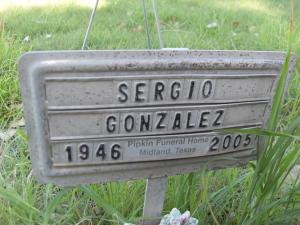 SERGIO
GONZALEZ
1946 Pipkin Funeral Home 2005
Midland, Texas